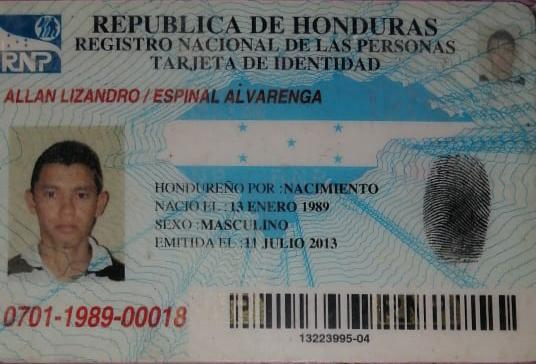 REPUBLICA DE HONDURAS
REGISTRO NACIONAL DE LAS PERSONAS
TARJETA DE IDENTIDAD
RNP
ALLAN LIZANDRO / ESPINAL ALVARENGA
HONDUREÑO POR : NACIMIENTO
NACIO EL : 13 ENERO 1989
SEXO : MASCULINO
EMITIDA EL : 11 JULIO 2013
0701-1989-00018
13223995-04